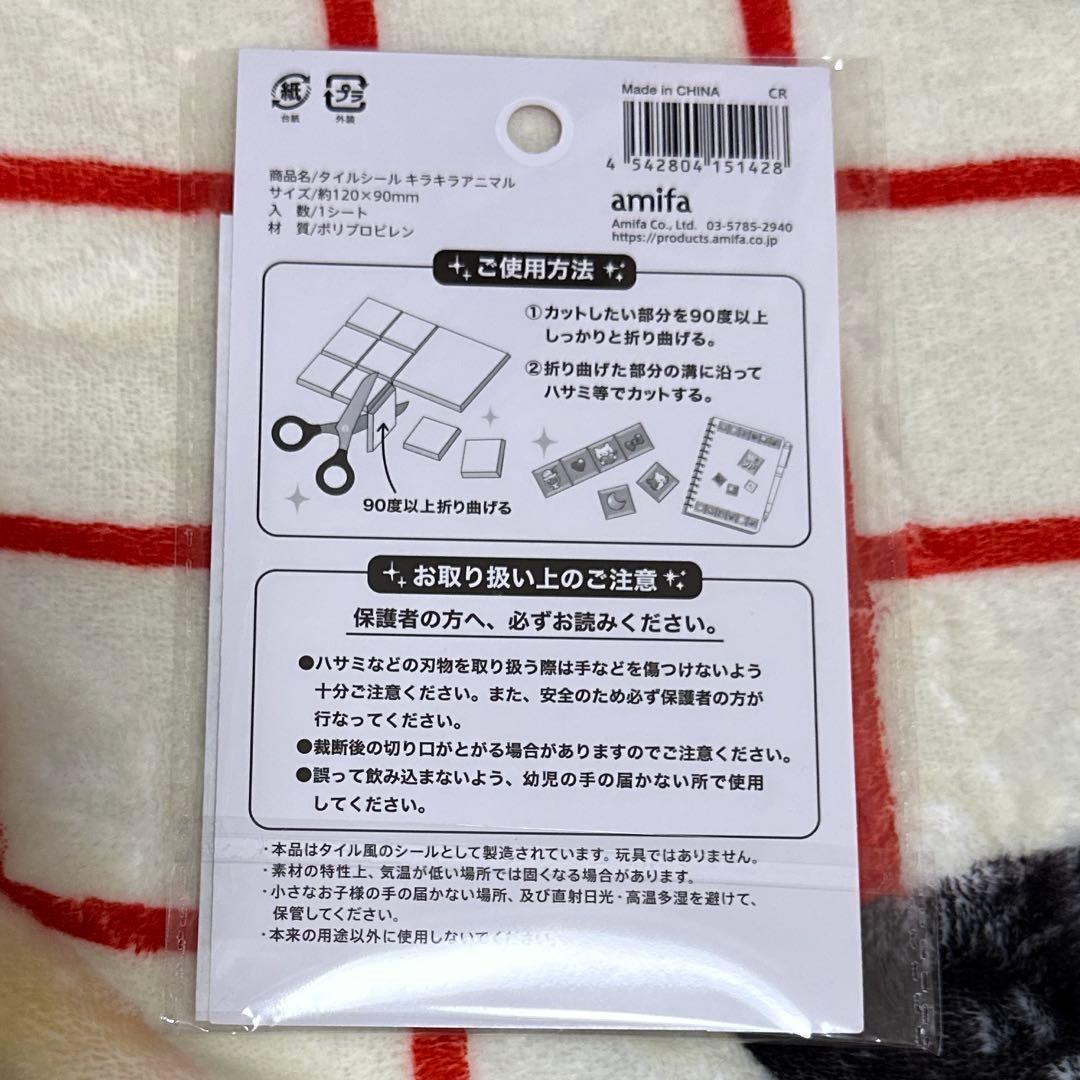 紙
台紙
プラ
外装
Made in CHINA CR
4 542804 151428
商品名/タイルシール キラキラアニマル
サイズ/約120×90mm
入 数/1シート
材 質/ポリプロピレン
amifa
Amifa Co., Ltd. 03-5785-2940
https://products.amifa.co.jp
ご使用方法
①カットしたい部分を90度以上
しっかりと折り曲げる。
②折り曲げた部分の溝に沿って
ハサミ等でカットする。
90度以上折り曲げる
お取り扱い上のご注意
保護者の方へ、必ずお読みください。
●ハサミなどの刃物を取り扱う際は手などを傷つけないよう
十分ご注意ください。また、安全のため必ず保護者の方が
行なってください。
●裁断後の切り口がとがる場合がありますのでご注意ください。
●誤って飲み込まないよう、幼児の手の届かない所で使用
してください。
・本品はタイル風のシールとして製造されています。玩具ではありません。
・素材の特性上、気温が低い場所では固くなる場合があります。
・小さなお子様の手の届かない場所、及び直射日光・高温多湿を避けて、
保管してください。
・本来の用途以外に使用しないでください。